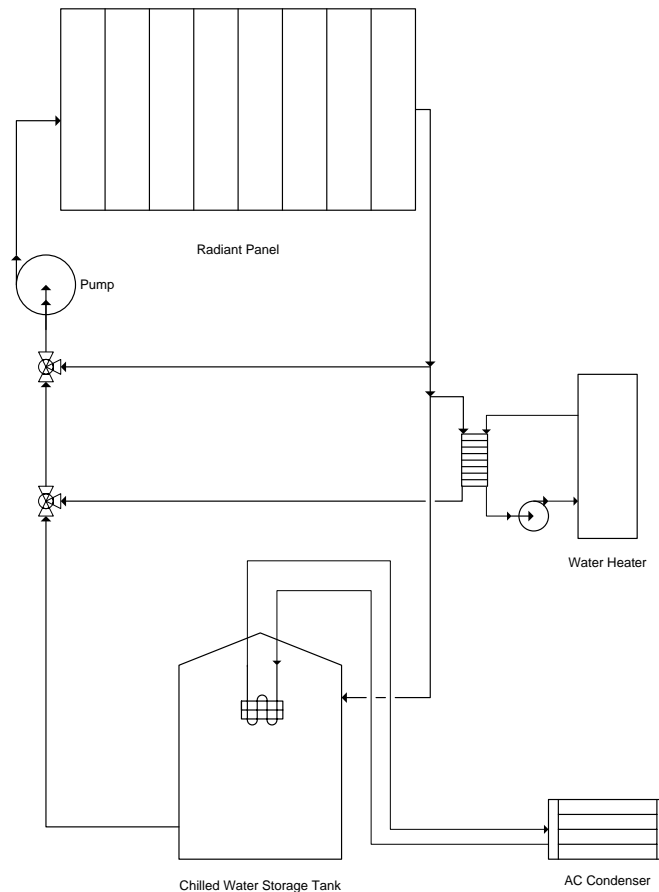 Radiant Panel
Pump
Water Heater
AC Condenser
Chilled Water Storage Tank